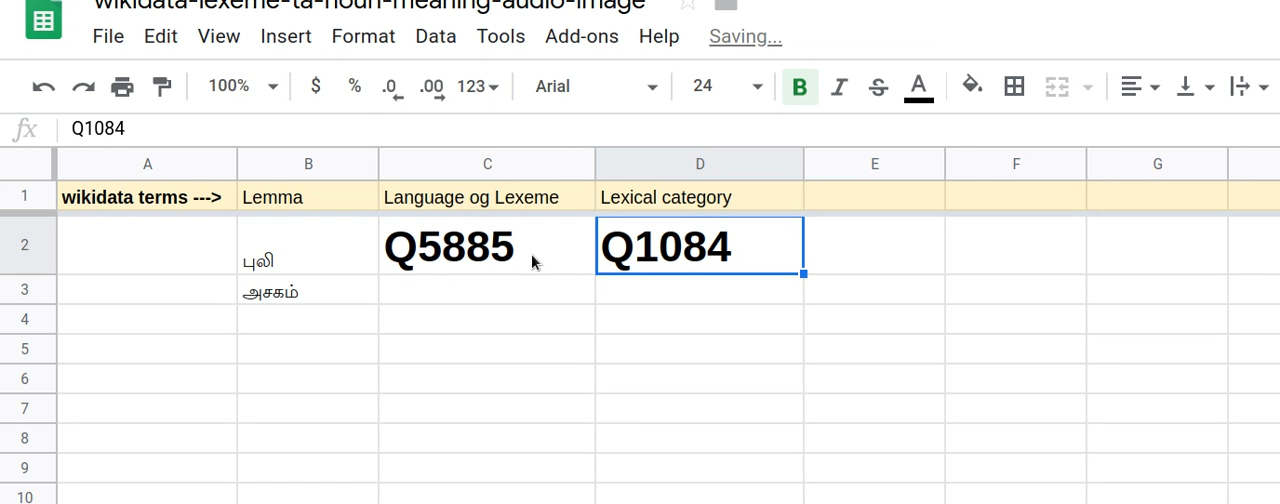 wikidata-lexeme-ta-noun-meaning-audio-image
File Edit View Insert Format Data Tools Add-ons Help Saving...
100% $ % .0 .00 123 Arial 24 B I S A
fx Q1084
A B C D E F G
1 wikidata terms ---> Lemma Language og Lexeme Lexical category
2 புலி Q5885 Q1084
3 அசகம்
4
5
6
7
8
9
10